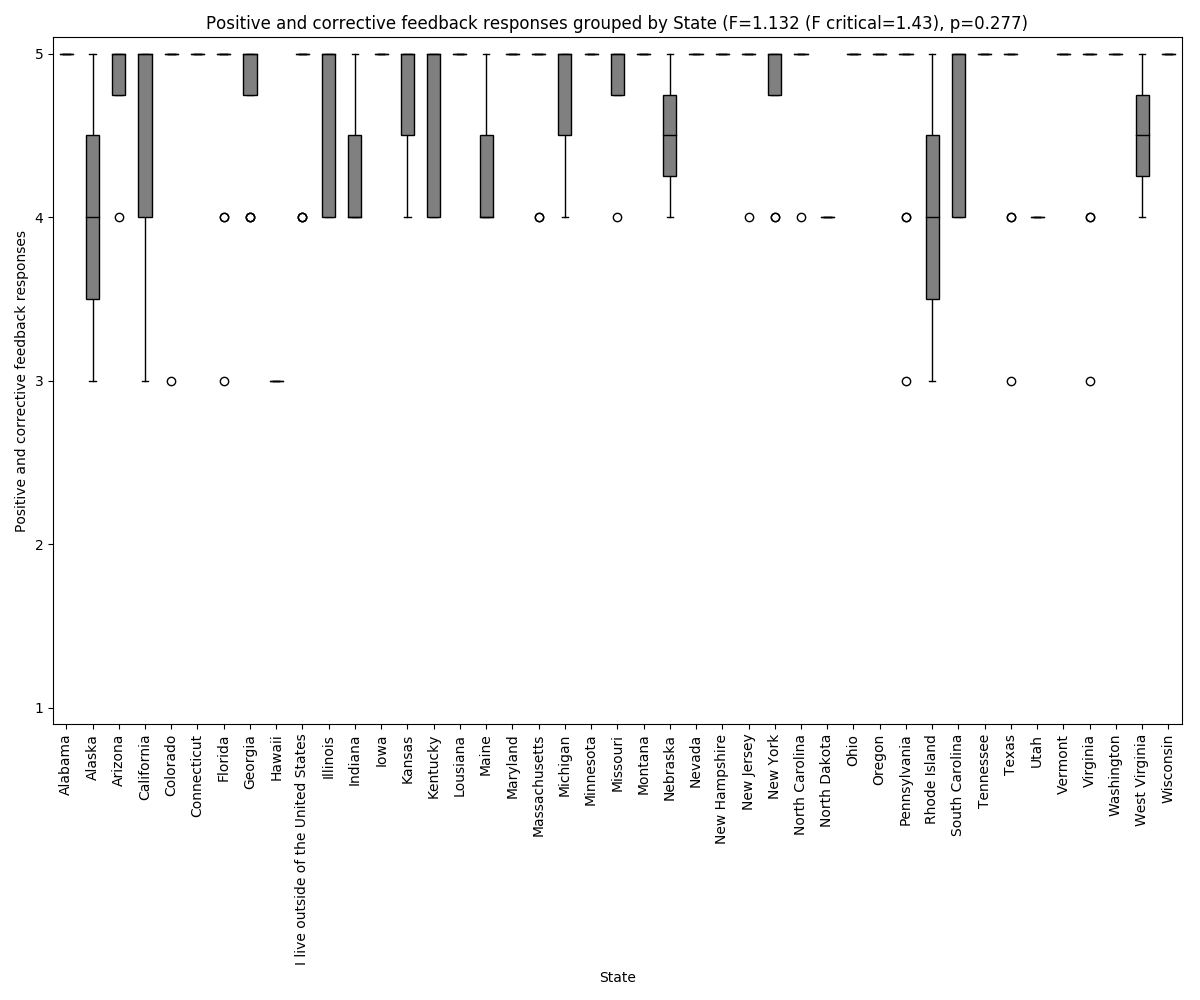 Positive and corrective feedback responses grouped by State (F=1.132 (F critical=1.43), p=0.277)
Positive and corrective feedback responses
5
4
3
2
1
Alabama
Alaska
Arizona
California
Colorado
Connecticut
Florida
Georgia
Hawaii
I live outside of the United States
Illinois
Indiana
Iowa
Kansas
Kentucky
Lousiana
Maine
Maryland
Massachusetts
Michigan
Minnesota
Missouri
Montana
Nebraska
Nevada
New Hampshire
New Jersey
New York
North Carolina
North Dakota
Ohio
Oregon
Pennsylvania
Rhode Island
South Carolina
Tennessee
Texas
Utah
Vermont
Virginia
Washington
West Virginia
Wisconsin
State